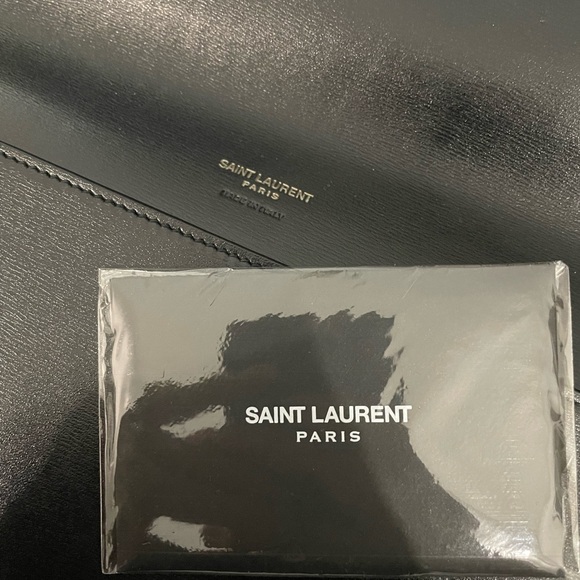 SAINT LAURENT
PARIS
MADE IN ITALY
SAINT LAURENT
PARIS